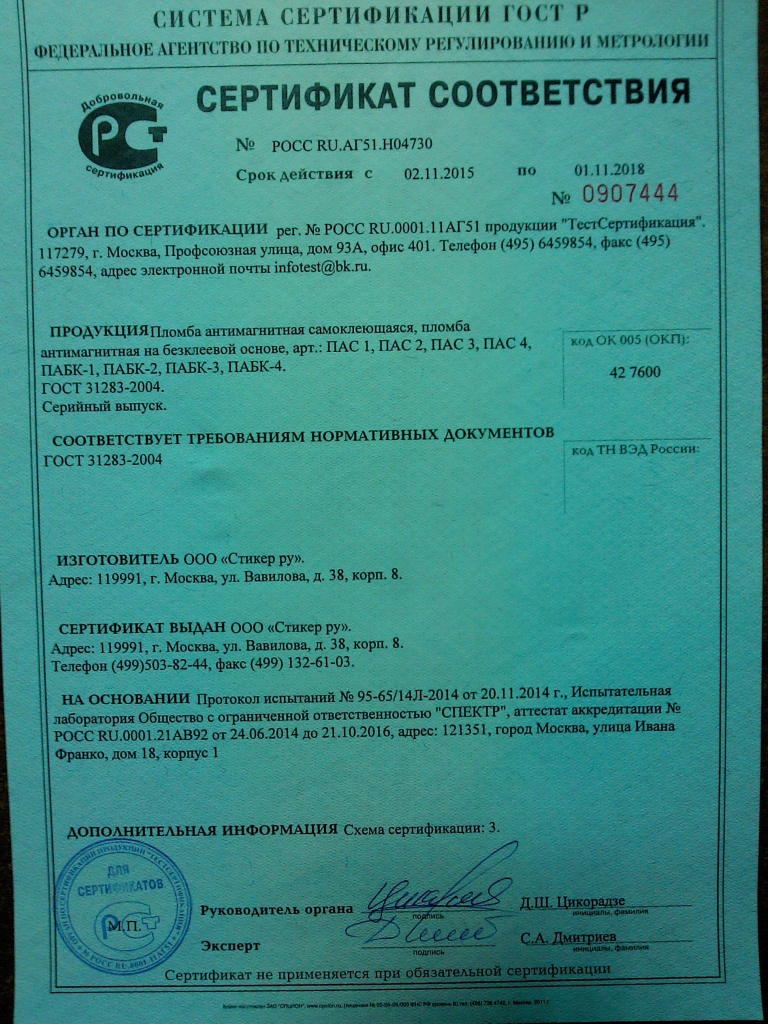 СИСТЕМА СЕРТИФИКАЦИИ ГОСТ Р
ФЕДЕРАЛЬНОЕ АГЕНТСТВО ПО ТЕХНИЧЕСКОМУ РЕГУЛИРОВАНИЮ И МЕТРОЛОГИИ
Добровольная
сертификация
СЕРТИФИКАТ СООТВЕТСТВИЯ
№ РОСС RU.АГ51.Н04730
Срок действия с 02.11.2015 по 01.11.2018
№ 0907444
ОРГАН ПО СЕРТИФИКАЦИИ рег. № РОСС RU.0001.11АГ51 продукции "ТестСертификация".
117279, г. Москва, Профсоюзная улица, дом 93А, офис 401. Телефон (495) 6459854, факс (495)
6459854, адрес электронной почты infotest@bk.ru.
ПРОДУКЦИЯ Пломба антимагнитная самоклеющаяся, пломба
антимагнитная на безклеевой основе, арт.: ПАС 1, ПАС 2, ПАС 3, ПАС 4,
ПАБК-1, ПАБК-2, ПАБК-3, ПАБК-4.
ГОСТ 31283-2004.
Серийный выпуск.
код ОК 005 (ОКП):
42 7600
СООТВЕТСТВУЕТ ТРЕБОВАНИЯМ НОРМАТИВНЫХ ДОКУМЕНТОВ
ГОСТ 31283-2004
код ТН ВЭД России:
ИЗГОТОВИТЕЛЬ ООО «Стикер ру».
Адрес: 119991, г. Москва, ул. Вавилова, д. 38, корп. 8.
СЕРТИФИКАТ ВЫДАН ООО «Стикер ру».
Адрес: 119991, г. Москва, ул. Вавилова, д. 38, корп. 8.
Телефон (499)503-82-44, факс (499) 132-61-03.
НА ОСНОВАНИИ Протокол испытаний № 95-65/14Л-2014 от 20.11.2014 г., Испытательная
лаборатория Общество с ограниченной ответственностью "СПЕКТР", аттестат аккредитации №
РОСС RU.0001.21АВ92 от 24.06.2014 до 21.10.2016, адрес: 121351, город Москва, улица Ивана
Франко, дом 18, корпус 1
ДОПОЛНИТЕЛЬНАЯ ИНФОРМАЦИЯ Схема сертификации: 3.
ДЛЯ
СЕРТИФИКАТОВ
М.П.
Руководитель органа
подпись
Д.Ш. Цикорадзе
инициалы, фамилия
Эксперт
подпись
С.А. Дмитриев
инициалы, фамилия
Сертификат не применяется при обязательной сертификации